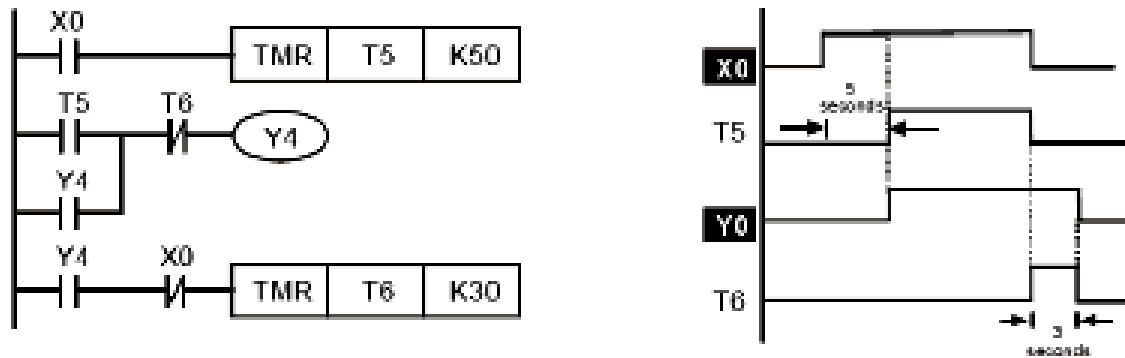 X0
TMR T5 K50
T5 T6
Y4
Y4
Y4 X0
TMR T6 K30
X0
5
seconds
T5
Y0
T6
3
seconds